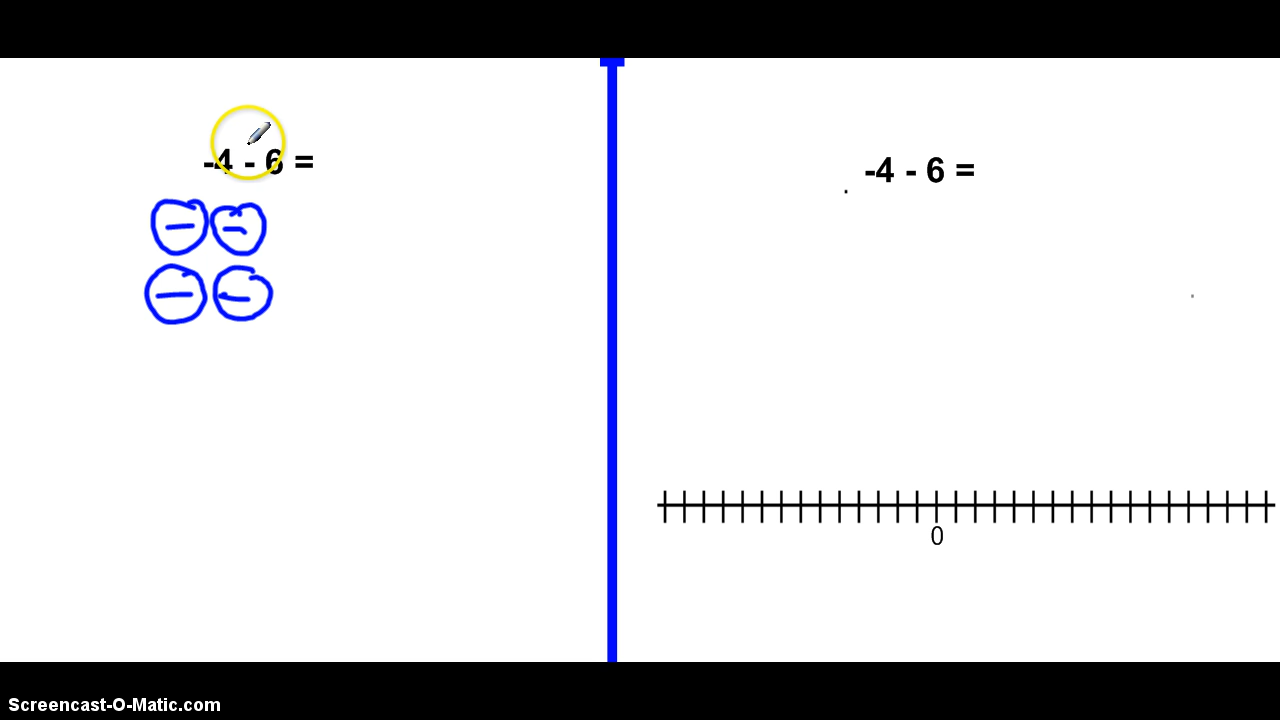 -4 - 6 =
- -
- -
-4 - 6 =
0
Screencast-O-Matic.com